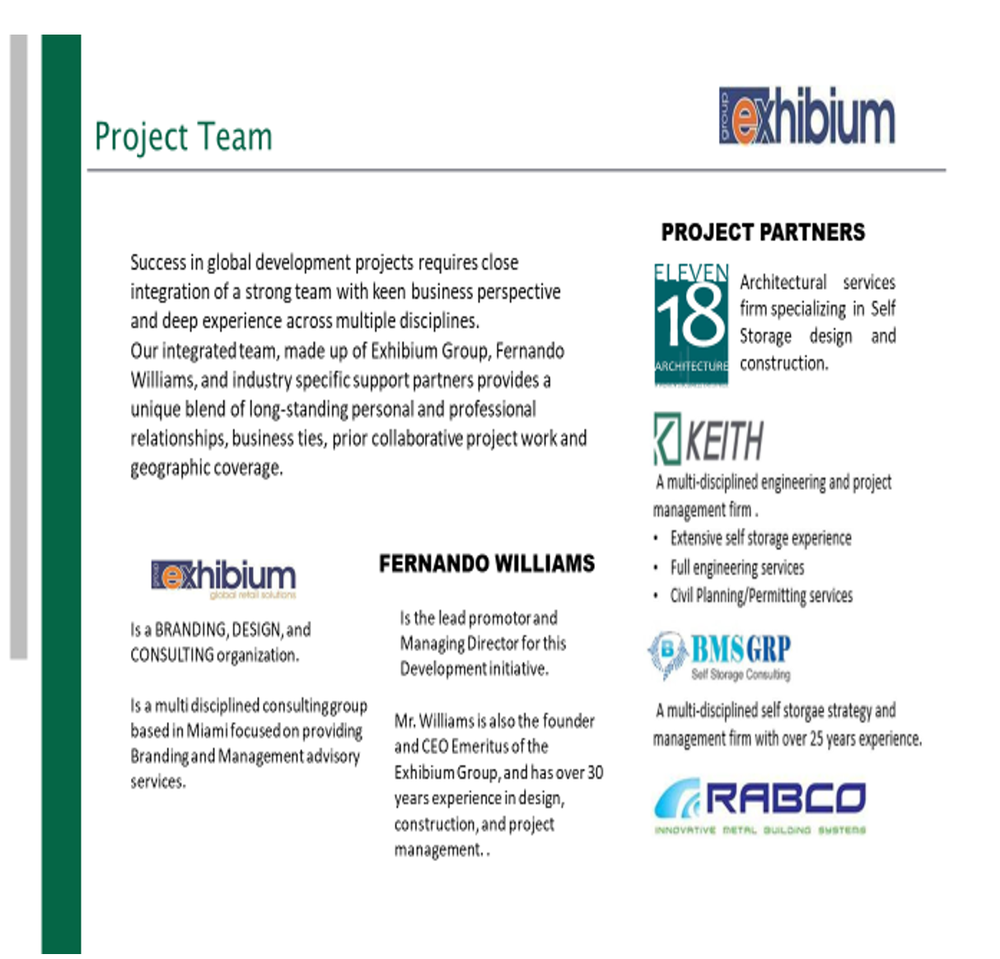 group exhibium
Project Team
Success in global development projects requires close
integration of a strong team with keen business perspective
and deep experience across multiple disciplines.
Our integrated team, made up of Exhibium Group, Fernando
Williams, and industry specific support partners provides a
unique blend of long-standing personal and professional
relationships, business ties, prior collaborative project work and
geographic coverage.
group exhibium
global retail solutions
Is a BRANDING, DESIGN, and
CONSULTING organization.
Is a multi disciplined consulting group
based in Miami focused on providing
Branding and Management advisory
services.
FERNANDO WILLIAMS
Is the lead promotor and
Managing Director for this
Development initiative.
Mr. Williams is also the founder
and CEO Emeritus of the
Exhibium Group, and has over 30
years experience in design,
construction, and project
management. .
PROJECT PARTNERS
ELEVEN
18
ARCHITECTURE
Architectural services
firm specializing in Self
Storage design and
construction.
KEITH
A multi-disciplined engineering and project
management firm .
• Extensive self storage experience
• Full engineering services
• Civil Planning/Permitting services
B BMSGRP
Self Storage Consulting
A multi-disciplined self storgae strategy and
management firm with over 25 years experience.
RABCO
INNOVATIVE METAL BUILDING SYSTEMS